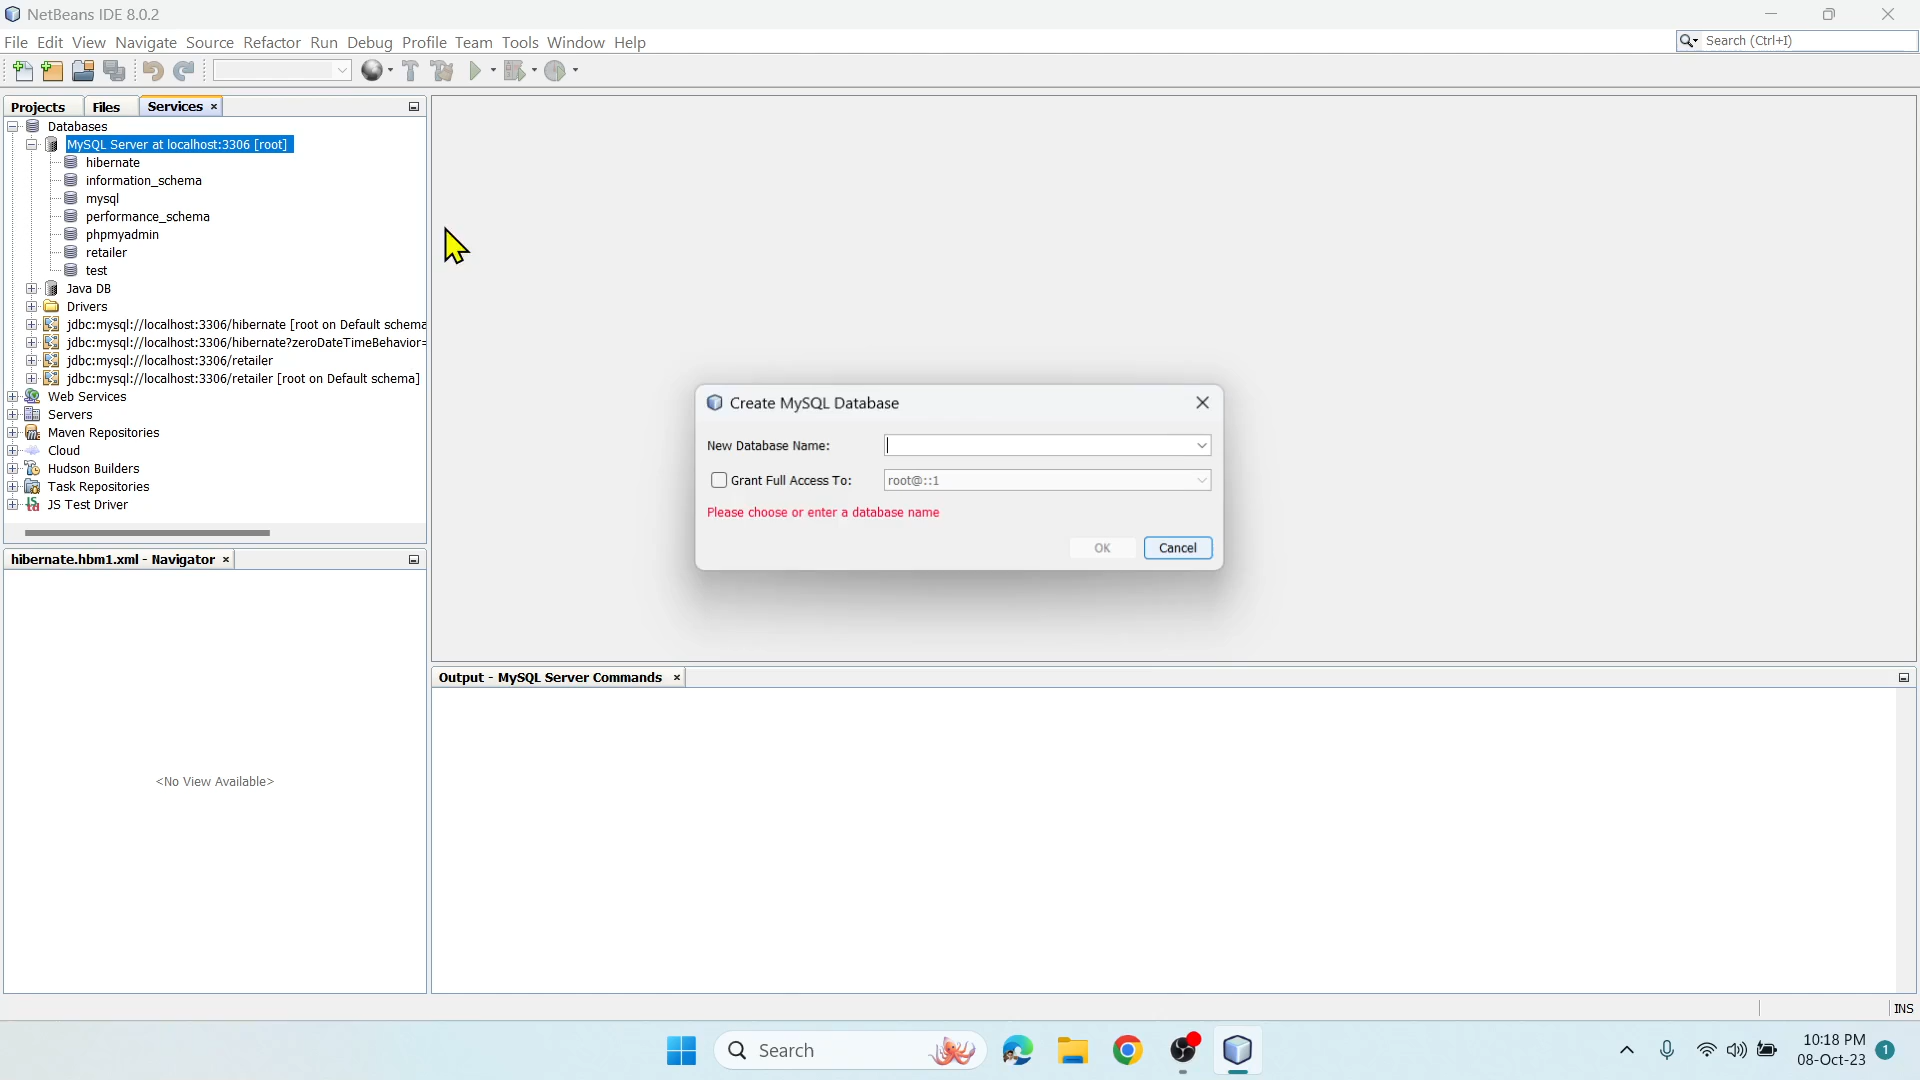 NetBeans IDE 8.0.2
File Edit View Navigate Source Refactor Run Debug Profile Team Tools Window Help
Search (Ctrl+I)
Projects Files Services
Databases
MySQL Server at localhost:3306 [root]
hibernate
information_schema
mysql
performance_schema
phpmyadmin
retailer
test
Java DB
Drivers
jdbc:mysql://localhost:3306/hibernate [root on Default schema
jdbc:mysql://localhost:3306/hibernate?zeroDateTimeBehavior=
jdbc:mysql://localhost:3306/retailer
jdbc:mysql://localhost:3306/retailer [root on Default schema]
Web Services
Servers
Maven Repositories
Cloud
Hudson Builders
Task Repositories
JS Test Driver
Create MySQL Database
New Database Name:
Grant Full Access To: root@::1
Please choose or enter a database name
OK Cancel
hibernate.hbm1.xml - Navigator
<No View Available>
Output - MySQL Server Commands
INS
Search
10:18 PM
08-Oct-23
1